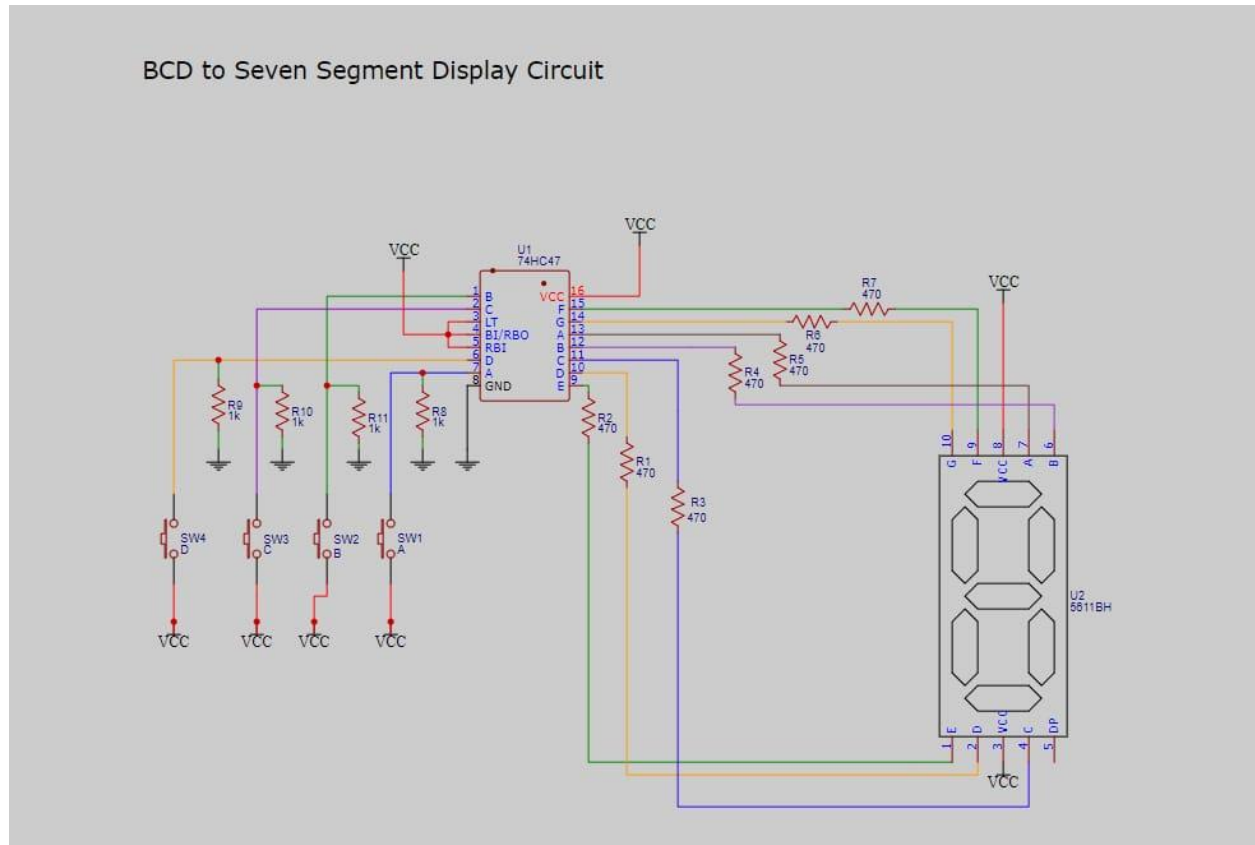 BCD to Seven Segment Display Circuit
VCC
VCC
VCC
U1
74HC47
1 B
2 C
3 LT
4 BI/RBO
5 RBI
6 D
7 A
8 GND
VCC 16
F 15
G 14
A 13
B 12
C 11
D 10
E 9
R7
470
R6
470
R5
470
R4
470
R9
1k
R10
1k
R11
1k
R8
1k
R2
470
R1
470
R3
470
SW4
D
SW3
C
SW2
B
SW1
A
VCC
VCC
VCC
VCC
10 9 8 7 6
G F VCC A B
U2
5611BH
E D VCC C DP
1 2 3 4 5
VCC